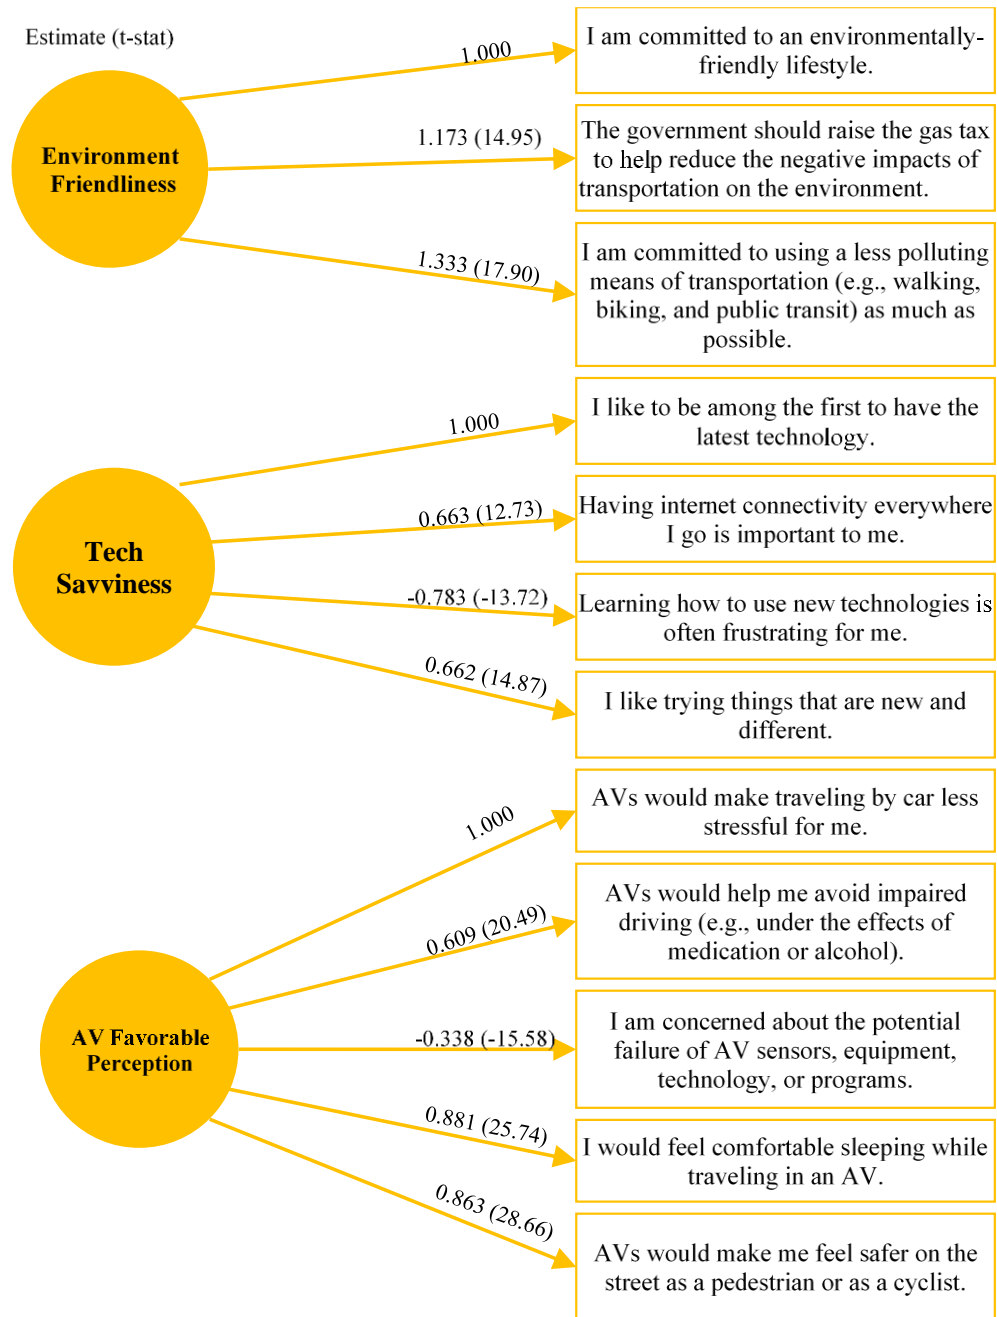 Estimate (t-stat)
Environment
Friendliness
1.000
I am committed to an environmentally-
friendly lifestyle.
1.173 (14.95)
The government should raise the gas tax
to help reduce the negative impacts of
transportation on the environment.
1.333 (17.90)
I am committed to using a less polluting
means of transportation (e.g., walking,
biking, and public transit) as much as
possible.
Tech
Savviness
1.000
I like to be among the first to have the
latest technology.
0.663 (12.73)
Having internet connectivity everywhere
I go is important to me.
-0.783 (-13.72)
Learning how to use new technologies is
often frustrating for me.
0.662 (14.87)
I like trying things that are new and
different.
AV Favorable
Perception
1.000
AVs would make traveling by car less
stressful for me.
0.609 (20.49)
AVs would help me avoid impaired
driving (e.g., under the effects of
medication or alcohol).
-0.338 (-15.58)
I am concerned about the potential
failure of AV sensors, equipment,
technology, or programs.
0.881 (25.74)
I would feel comfortable sleeping while
traveling in an AV.
0.863 (28.66)
AVs would make me feel safer on the
street as a pedestrian or as a cyclist.